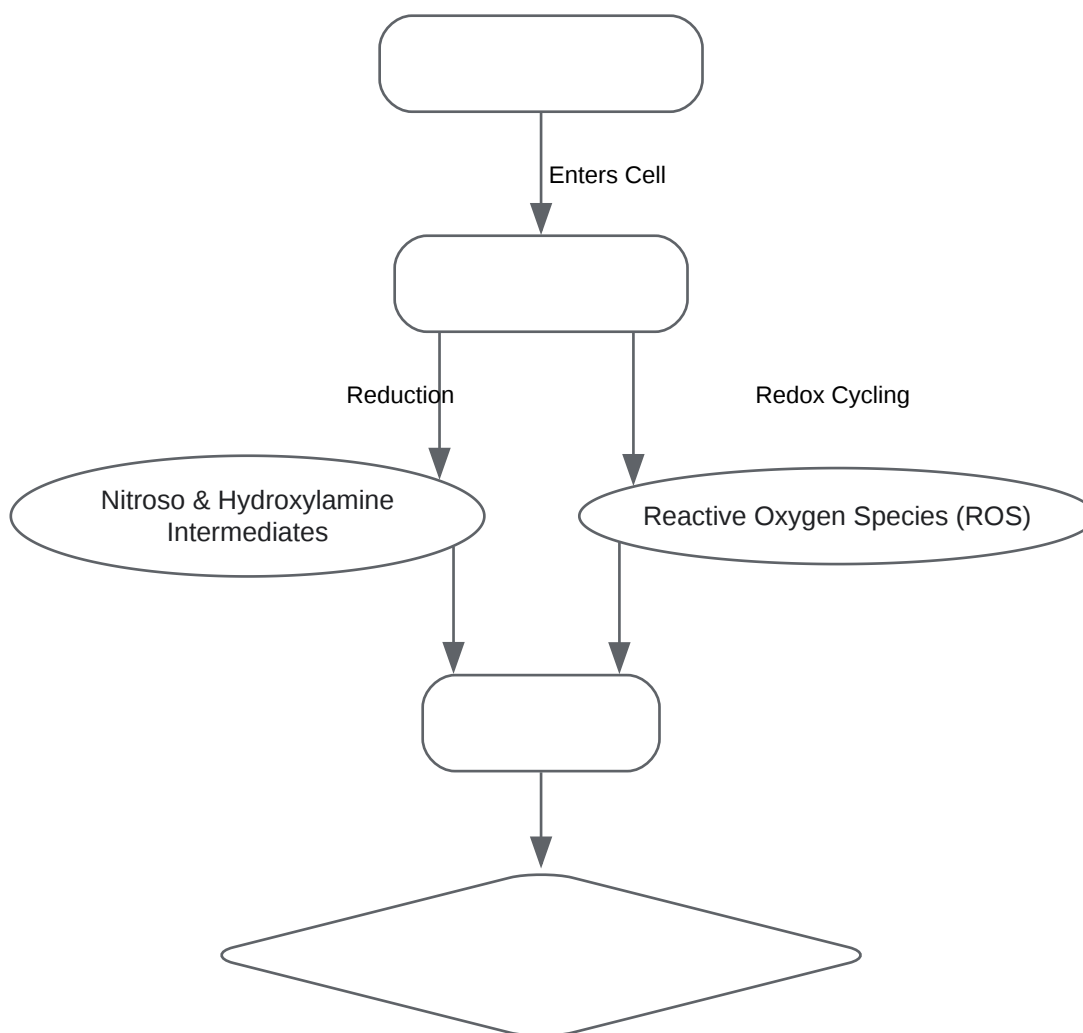 Enters Cell
Reduction
Redox Cycling
Nitroso & Hydroxylamine
Intermediates
Reactive Oxygen Species (ROS)